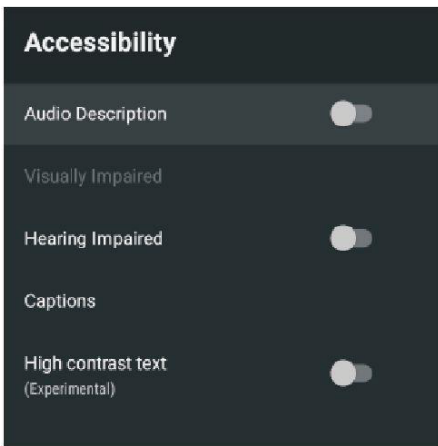 Accessibility
Audio Description
Visually Impaired
Hearing Impaired
Captions
High contrast text
(Experimental)